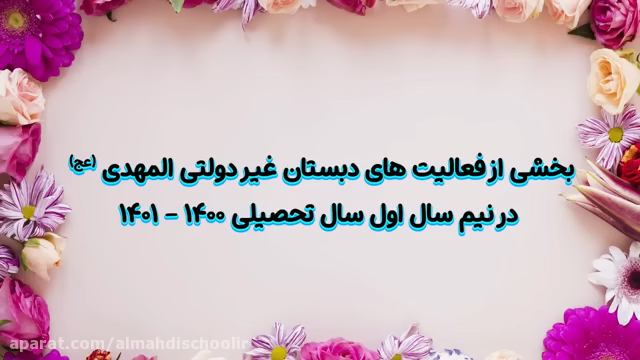 بخشی از فعالیت های دبستان غیر دولتی المهدی (عج)
در نیم سال اول سال تحصیلی ۱۴۰۰ - ۱۴۰۱
aparat.com/almahdischoolir